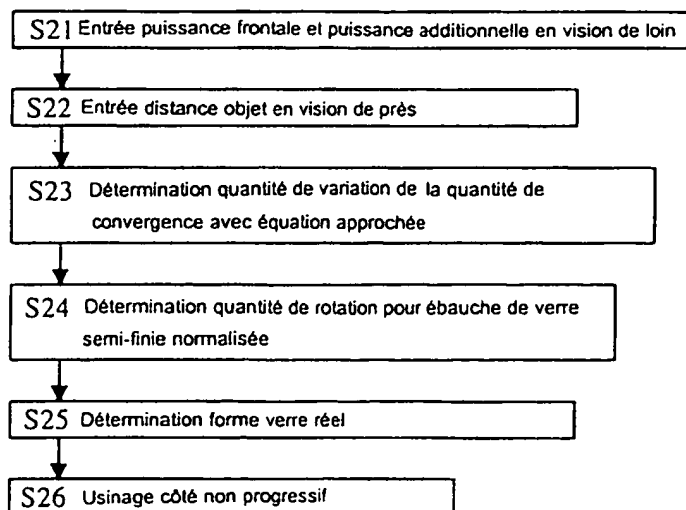 S21 Entrée puissance frontale et puissance additionnelle en vision de loin
S22 Entrée distance objet en vision de près
S23 Détermination quantité de variation de la quantité de
convergence avec équation approchée
S24 Détermination quantité de rotation pour ébauche de verre
semi-finie normalisée
S25 Détermination forme verre réel
S26 Usinage côté non progressif